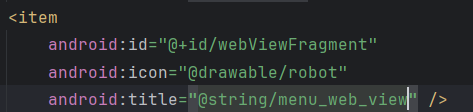 <item
android:id="@+id/webViewFragment"
android:icon="@drawable/robot"
android:title="@string/menu_web_view" />